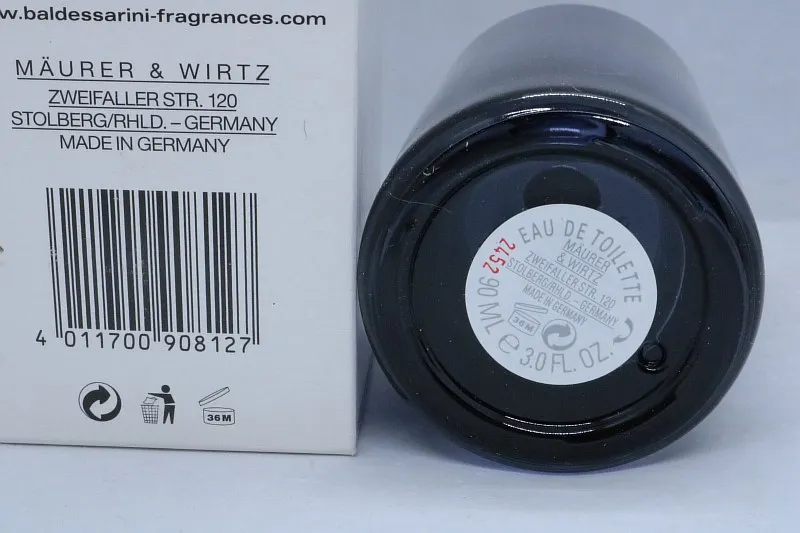 w.baldessarini-fragrances.com
MÄURER & WIRTZ
ZWEIFALLER STR. 120
STOLBERG/RHLD. – GERMANY
MADE IN GERMANY
4 011700 908127
36M
EAU DE TOILETTE
MÄURER
& WIRTZ
ZWEIFALLER STR. 120
STOLBERG/RHLD. – GERMANY
MADE IN GERMANY
36M
2452
90 ML e 3.0 FL. OZ.